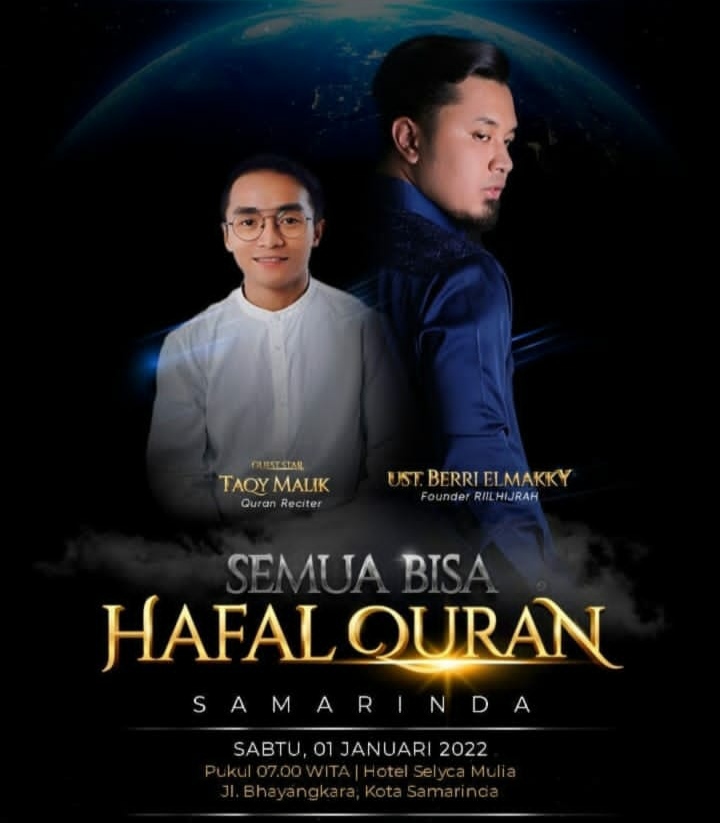 GUEST STAR
TAQY MALIK
Quran Reciter
UST. BERRI ELMAKKY
Founder RIILHIJRAH
SEMUA BISA
HAFAL QURAN
SAMARINDA
SABTU, 01 JANUARI 2022
Pukul 07.00 WITA | Hotel Selyca Mulia
Jl. Bhayangkara, Kota Samarinda